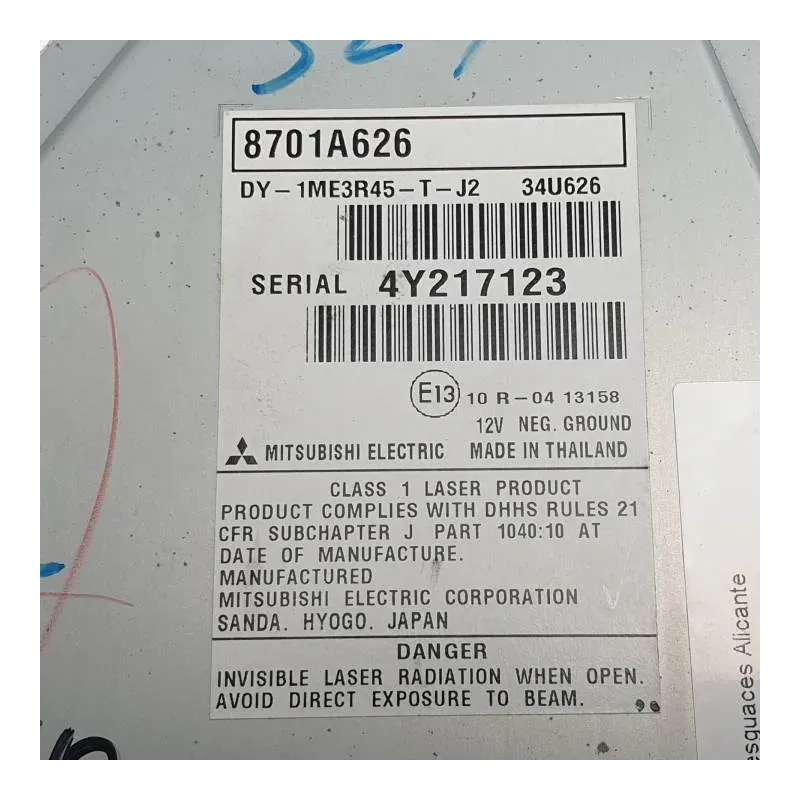 8701A626
DY-1ME3R45-T-J2 34U626
SERIAL 4Y217123
E13 10 R-04 13158
12V NEG. GROUND
MITSUBISHI ELECTRIC MADE IN THAILAND
CLASS 1 LASER PRODUCT
PRODUCT COMPLIES WITH DHHS RULES 21
CFR SUBCHAPTER J PART 1040:10 AT
DATE OF MANUFACTURE.
MANUFACTURED
MITSUBISHI ELECTRIC CORPORATION
SANDA. HYOGO. JAPAN
DANGER
INVISIBLE LASER RADIATION WHEN OPEN.
AVOID DIRECT EXPOSURE TO BEAM.
esguaces Alicante